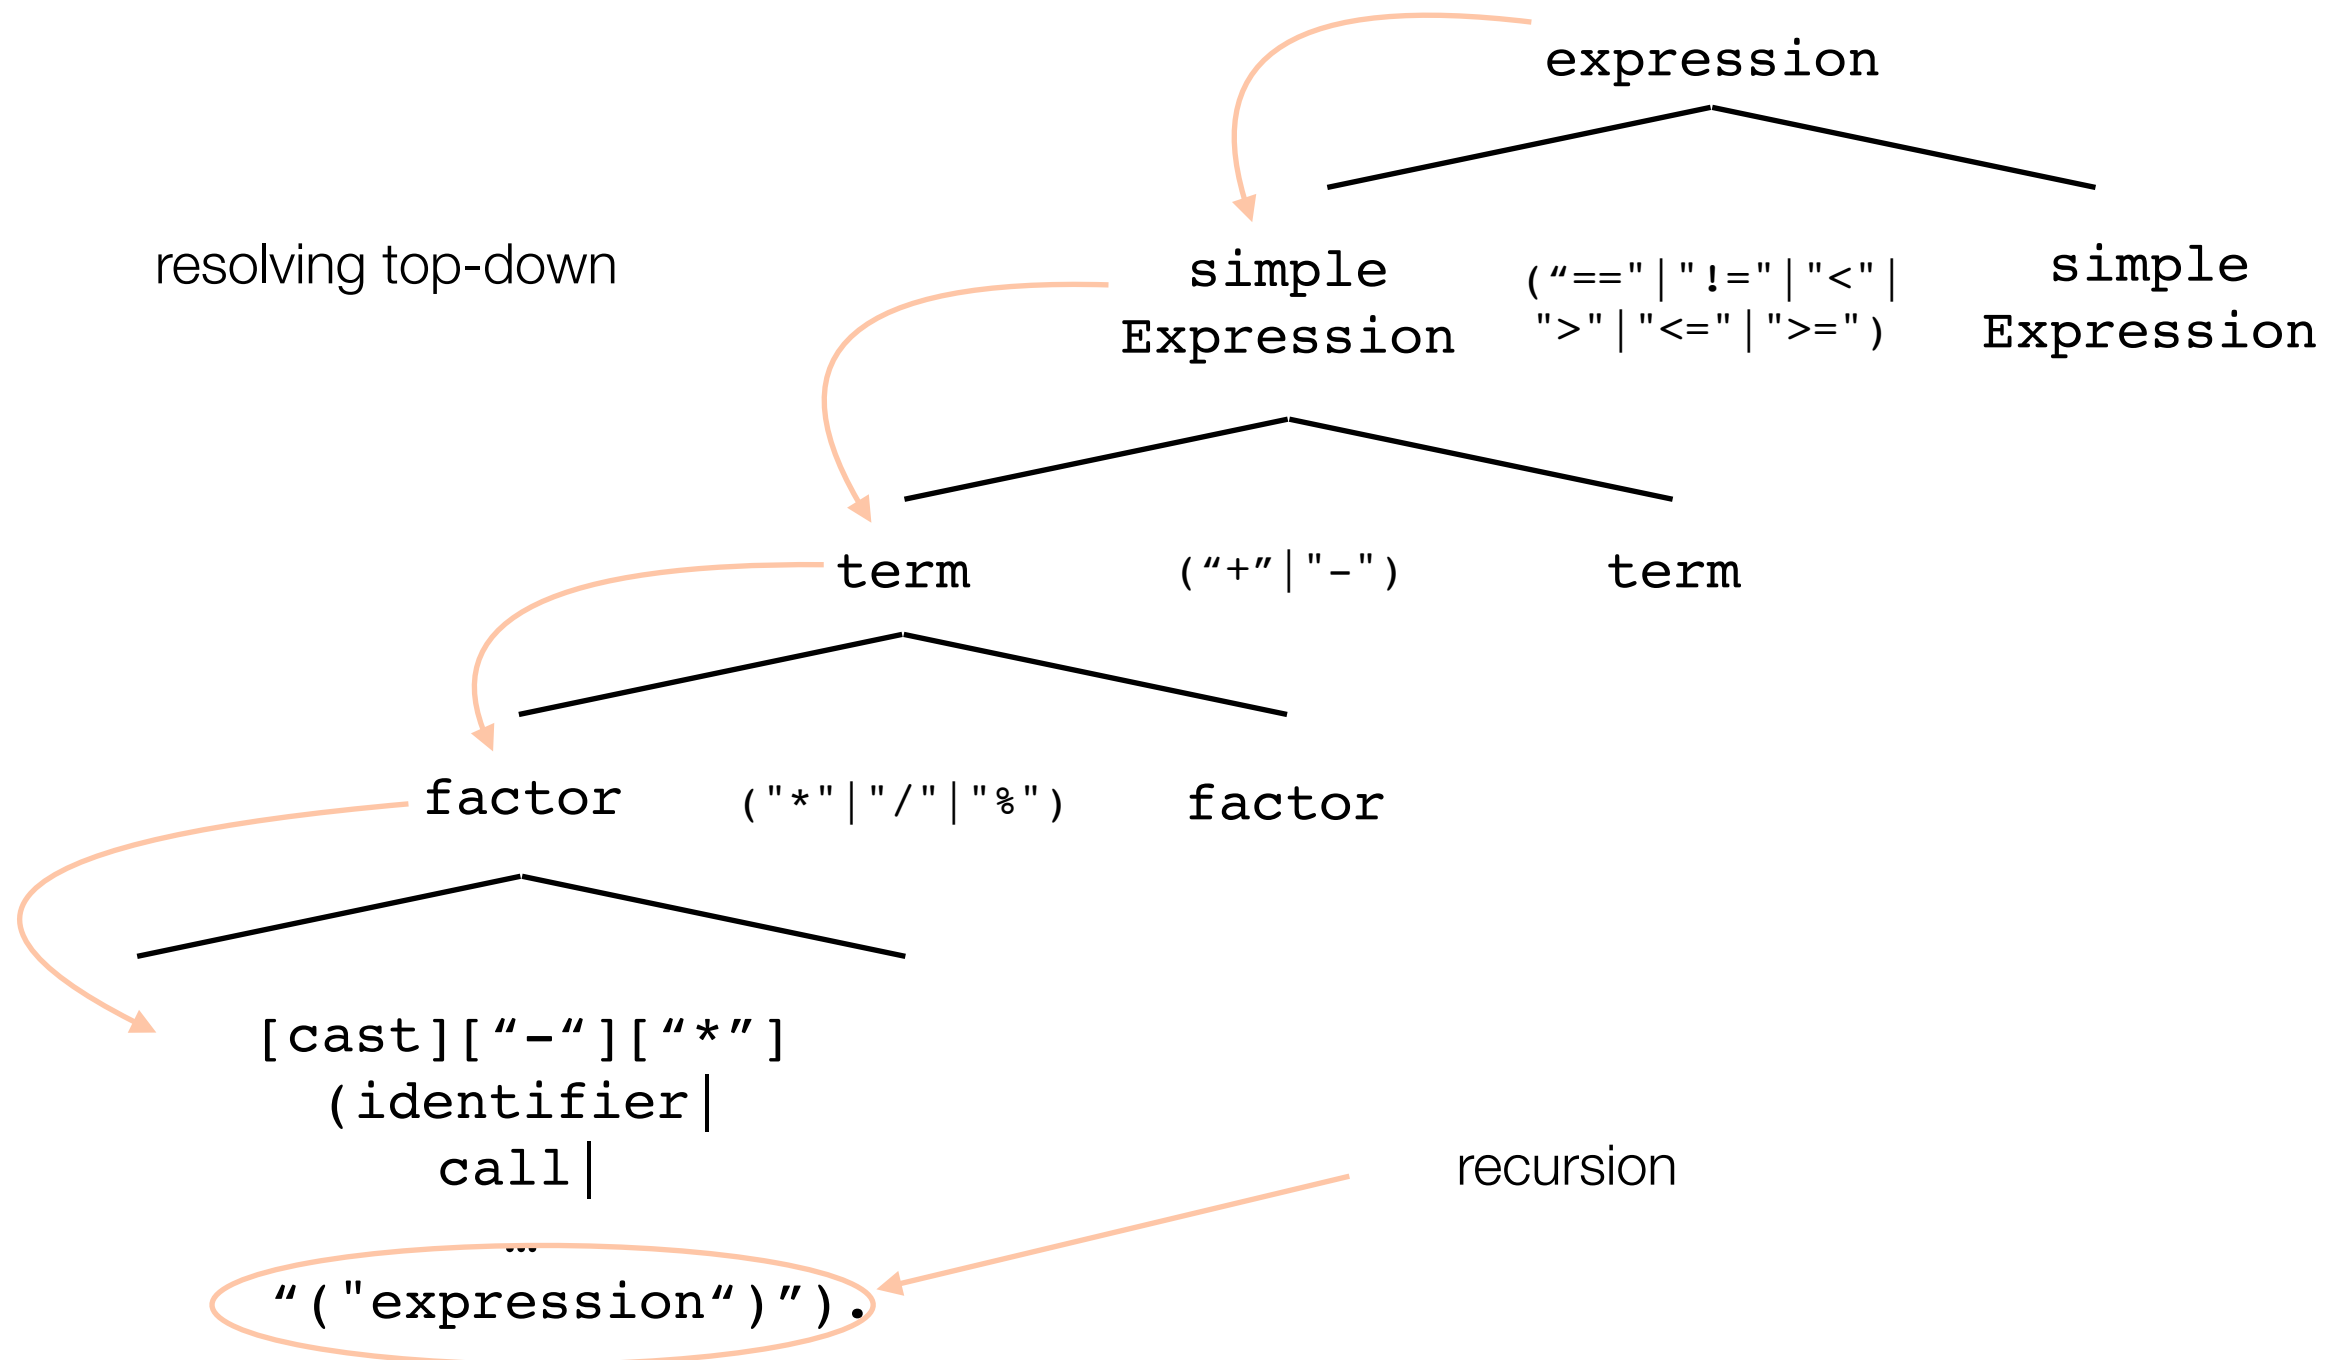 expression
resolving top-down
simple
Expression
(“=="|"!="|"<"|
">"|"<="|">=")
simple
Expression
term
(“+”|"-")
term
factor
("*"|"/"|"%")
factor
[cast][“-“][“*”]
(identifier|
call|
…
“("expression“)”).
recursion